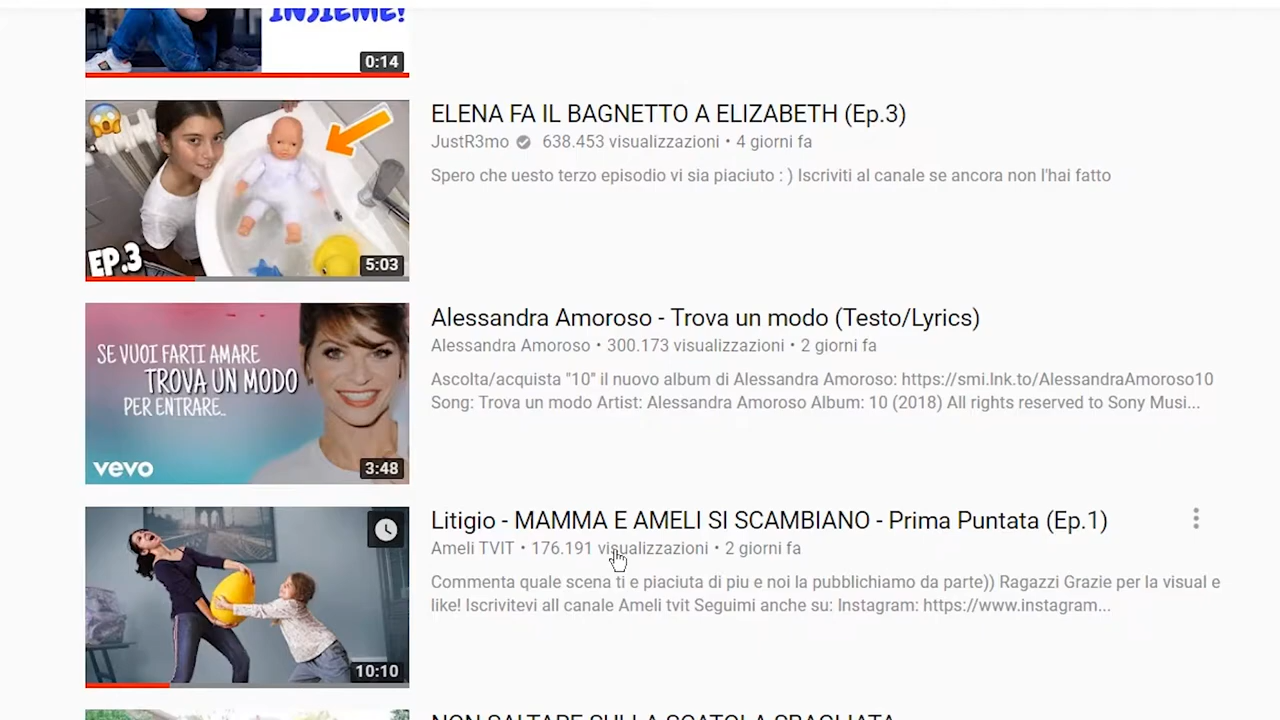 INSIEME!
0:14
ELENA FA IL BAGNETTO A ELIZABETH (Ep.3)
JustR3mo 638.453 visualizzazioni • 4 giorni fa
Spero che uesto terzo episodio vi sia piaciuto : ) Iscriviti al canale se ancora non l'hai fatto
EP.3
5:03
Alessandra Amoroso - Trova un modo (Testo/Lyrics)
Alessandra Amoroso • 300.173 visualizzazioni • 2 giorni fa
Ascolta/acquista "10" il nuovo album di Alessandra Amoroso: https://smi.lnk.to/AlessandraAmoroso10
Song: Trova un modo Artist: Alessandra Amoroso Album: 10 (2018) All rights reserved to Sony Musi...
SE VUOI FARTI AMARE
TROVA UN MODO
PER ENTRARE..
vevo
3:48
Litigio - MAMMA E AMELI SI SCAMBIANO - Prima Puntata (Ep.1)
Ameli TVIT • 176.191 visualizzazioni • 2 giorni fa
Commenta quale scena ti e piaciuta di piu e noi la pubblichiamo da parte)) Ragazzi Grazie per la visual e
like! Iscrivitevi all canale Ameli tvit Seguimi anche su: Instagram: https://www.instagram...
10:10
NON SALTARE SULLA SCATOLA SBAGLIATA